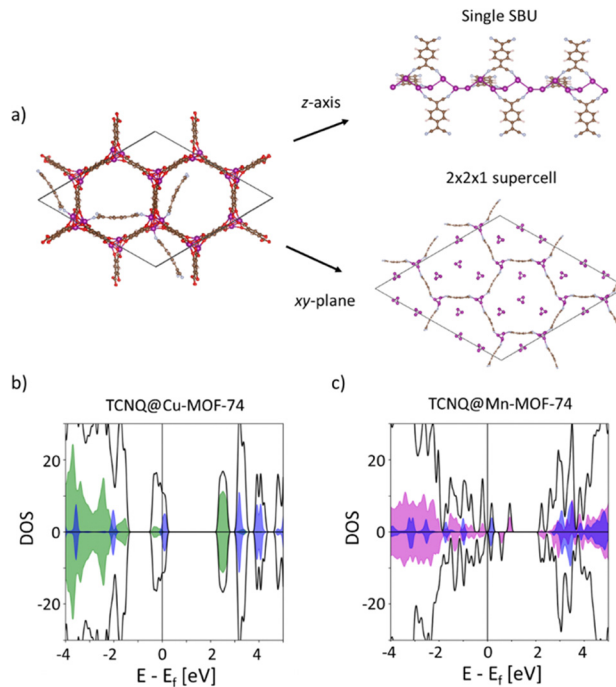 Single SBU
z-axis
a)
2x2x1 supercell
xy-plane
b)
c)
TCNQ@Cu-MOF-74
TCNQ@Mn-MOF-74
20
0
-20
DOS
-4 -2 0 2 4
E - Ef [eV]
20
0
-20
DOS
-4 -2 0 2 4
E - Ef [eV]